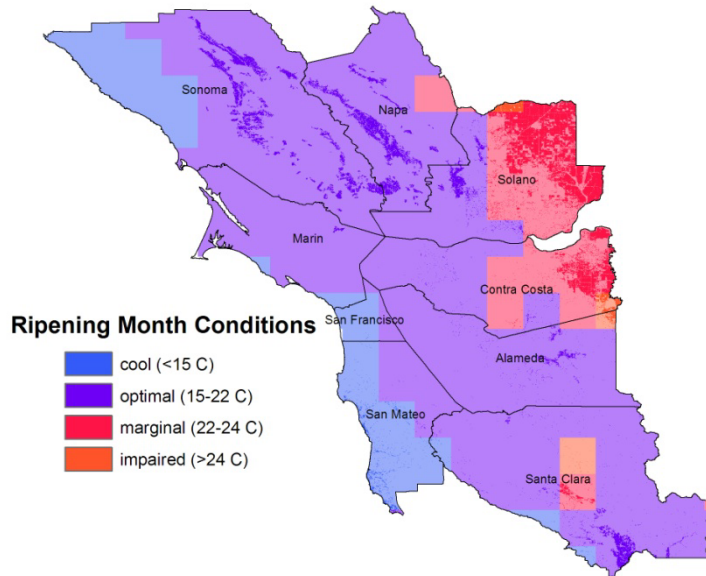 Sonoma
Napa
Solano
Marin
Contra Costa
Ripening Month Conditions
San Francisco
cool (<15 C)
Alameda
optimal (15-22 C)
San Mateo
marginal (22-24 C)
impaired (>24 C)
Santa Clara